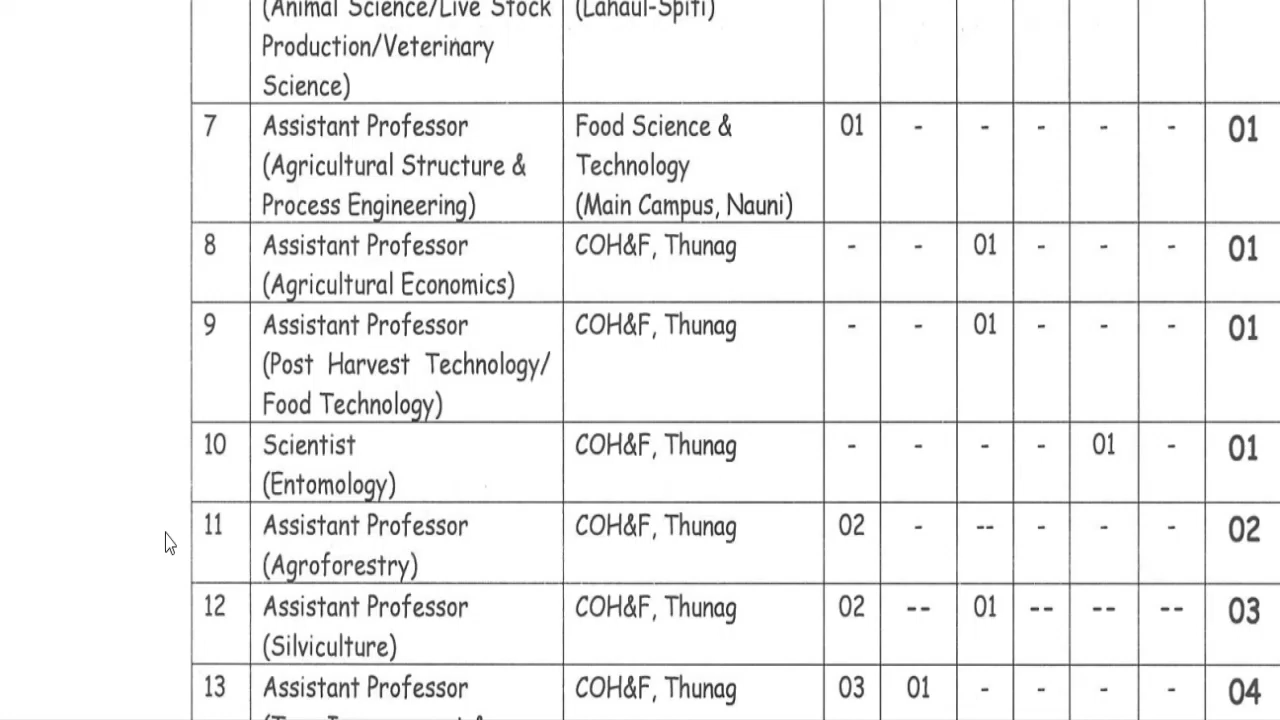 (Animal Science/Live Stock (Lahaul-Spiti)
Production/Veterinary
Science)
7 Assistant Professor Food Science & 01 - - - - - 01
(Agricultural Structure & Technology
Process Engineering) (Main Campus, Nauni)
8 Assistant Professor COH&F, Thunag - - 01 - - - 01
(Agricultural Economics)
9 Assistant Professor COH&F, Thunag - - 01 - - - 01
(Post Harvest Technology/
Food Technology)
10 Scientist COH&F, Thunag - - - - 01 - 01
(Entomology)
11 Assistant Professor COH&F, Thunag 02 - -- - - - 02
(Agroforestry)
12 Assistant Professor COH&F, Thunag 02 -- 01 -- -- -- 03
(Silviculture)
13 Assistant Professor COH&F, Thunag 03 01 - - - - 04